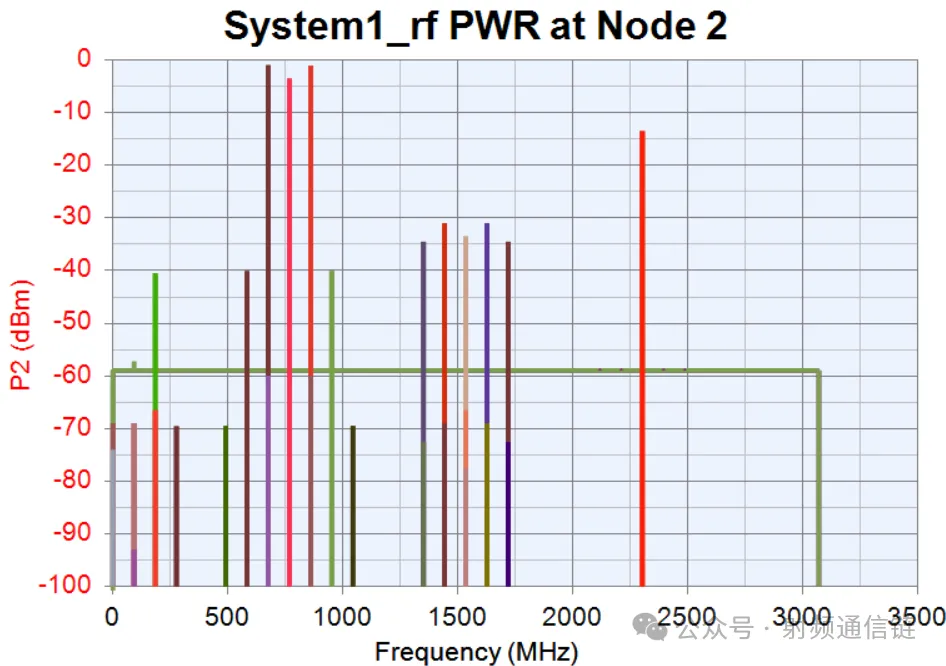 System1_rf PWR at Node 2
0
-10
-20
-30
-40
-50
-60
-70
-80
-90
-100
P2 (dBm)
0 500 1000 1500 2000 2500 3000 3500
公众号 · 射频通信链
Frequency (MHz)